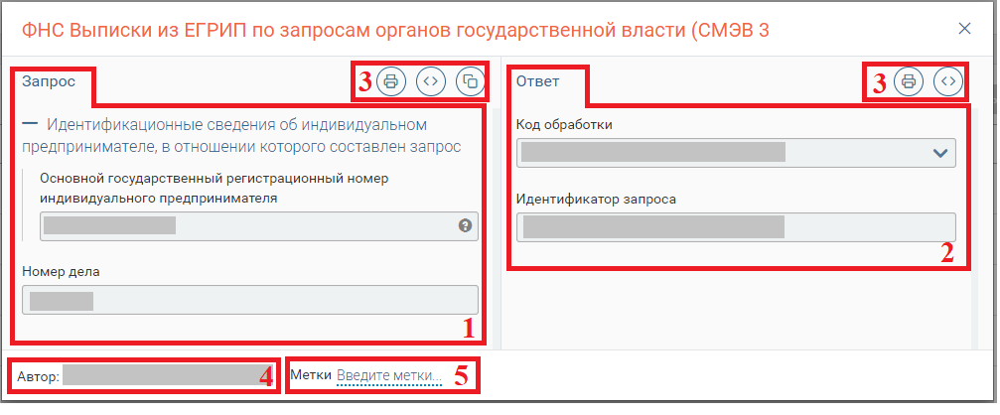 ФНС Выписки из ЕГРИП по запросам органов государственной власти (СМЭВ 3
Запрос
3
Идентификационные сведения об индивидуальном
предпринимателе, в отношении которого составлен запрос
Основной государственный регистрационный номер
индивидуального предпринимателя
?
Номер дела
1
Ответ
3
Код обработки
Идентификатор запроса
2
Автор:
4
Метки Введите метки...
5